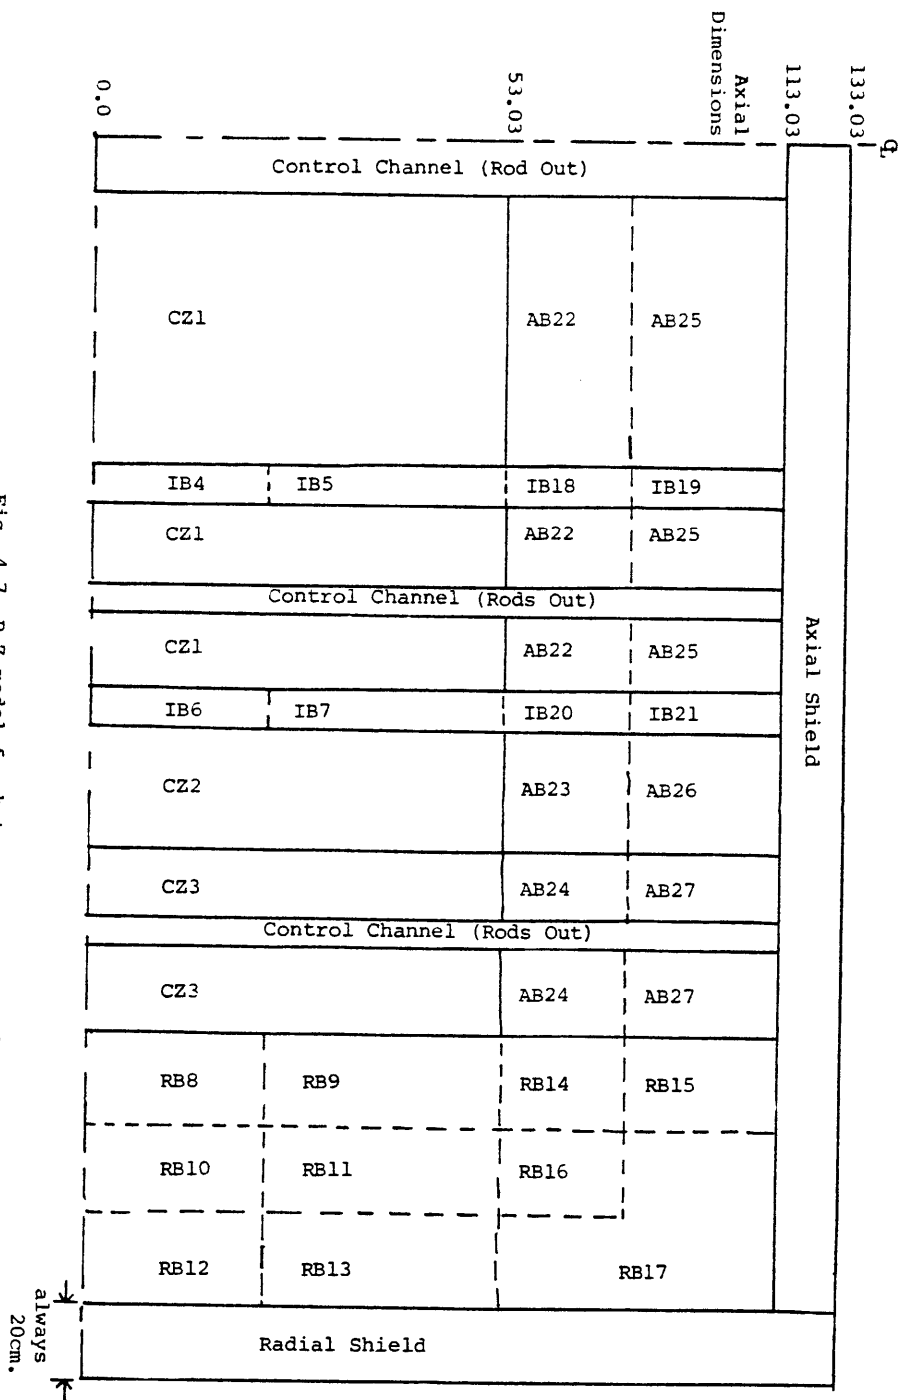 Axial
Dimensions
133.03
113.03
53.03
0.0
Control Channel (Rod Out)
CZ1
AB22
AB25
IB4
IB5
IB18
IB19
CZ1
AB22
AB25
Control Channel (Rods Out)
CZ1
AB22
AB25
IB6
IB7
IB20
IB21
CZ2
AB23
AB26
CZ3
AB24
AB27
Control Channel (Rods Out)
CZ3
AB24
AB27
RB8
RB9
RB14
RB15
RB10
RB11
RB16
RB12
RB13
RB17
Axial Shield
Radial Shield
always
20cm.